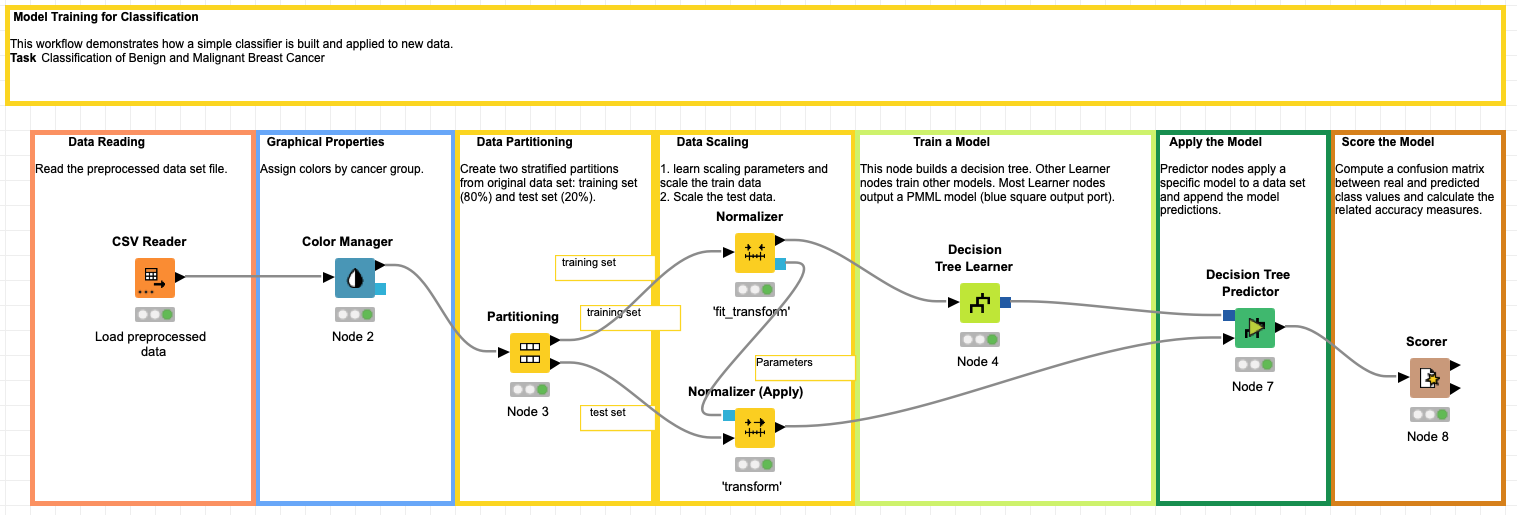 Model Training for Classification
This workflow demonstrates how a simple classifier is built and applied to new data.
Task Classification of Benign and Malignant Breast Cancer
Data Reading
Read the preprocessed data set file.
CSV Reader
Load preprocessed
data
Graphical Properties
Assign colors by cancer group.
Color Manager
Node 2
Data Partitioning
Create two stratified partitions
from original data set: training set
(80%) and test set (20%).
training set
training set
Partitioning
Node 3
test set
Data Scaling
1. learn scaling parameters and
scale the train data
2. Scale the test data.
Normalizer
'fit_transform'
Parameters
Normalizer (Apply)
'transform'
Train a Model
This node builds a decision tree. Other Learner
nodes train other models. Most Learner nodes
output a PMML model (blue square output port).
Decision
Tree Learner
Node 4
Apply the Model
Predictor nodes apply a
specific model to a data set
and append the model
predictions.
Decision Tree
Predictor
Node 7
Score the Model
Compute a confusion matrix
between real and predicted
class values and calculate the
related accuracy measures.
Scorer
Node 8